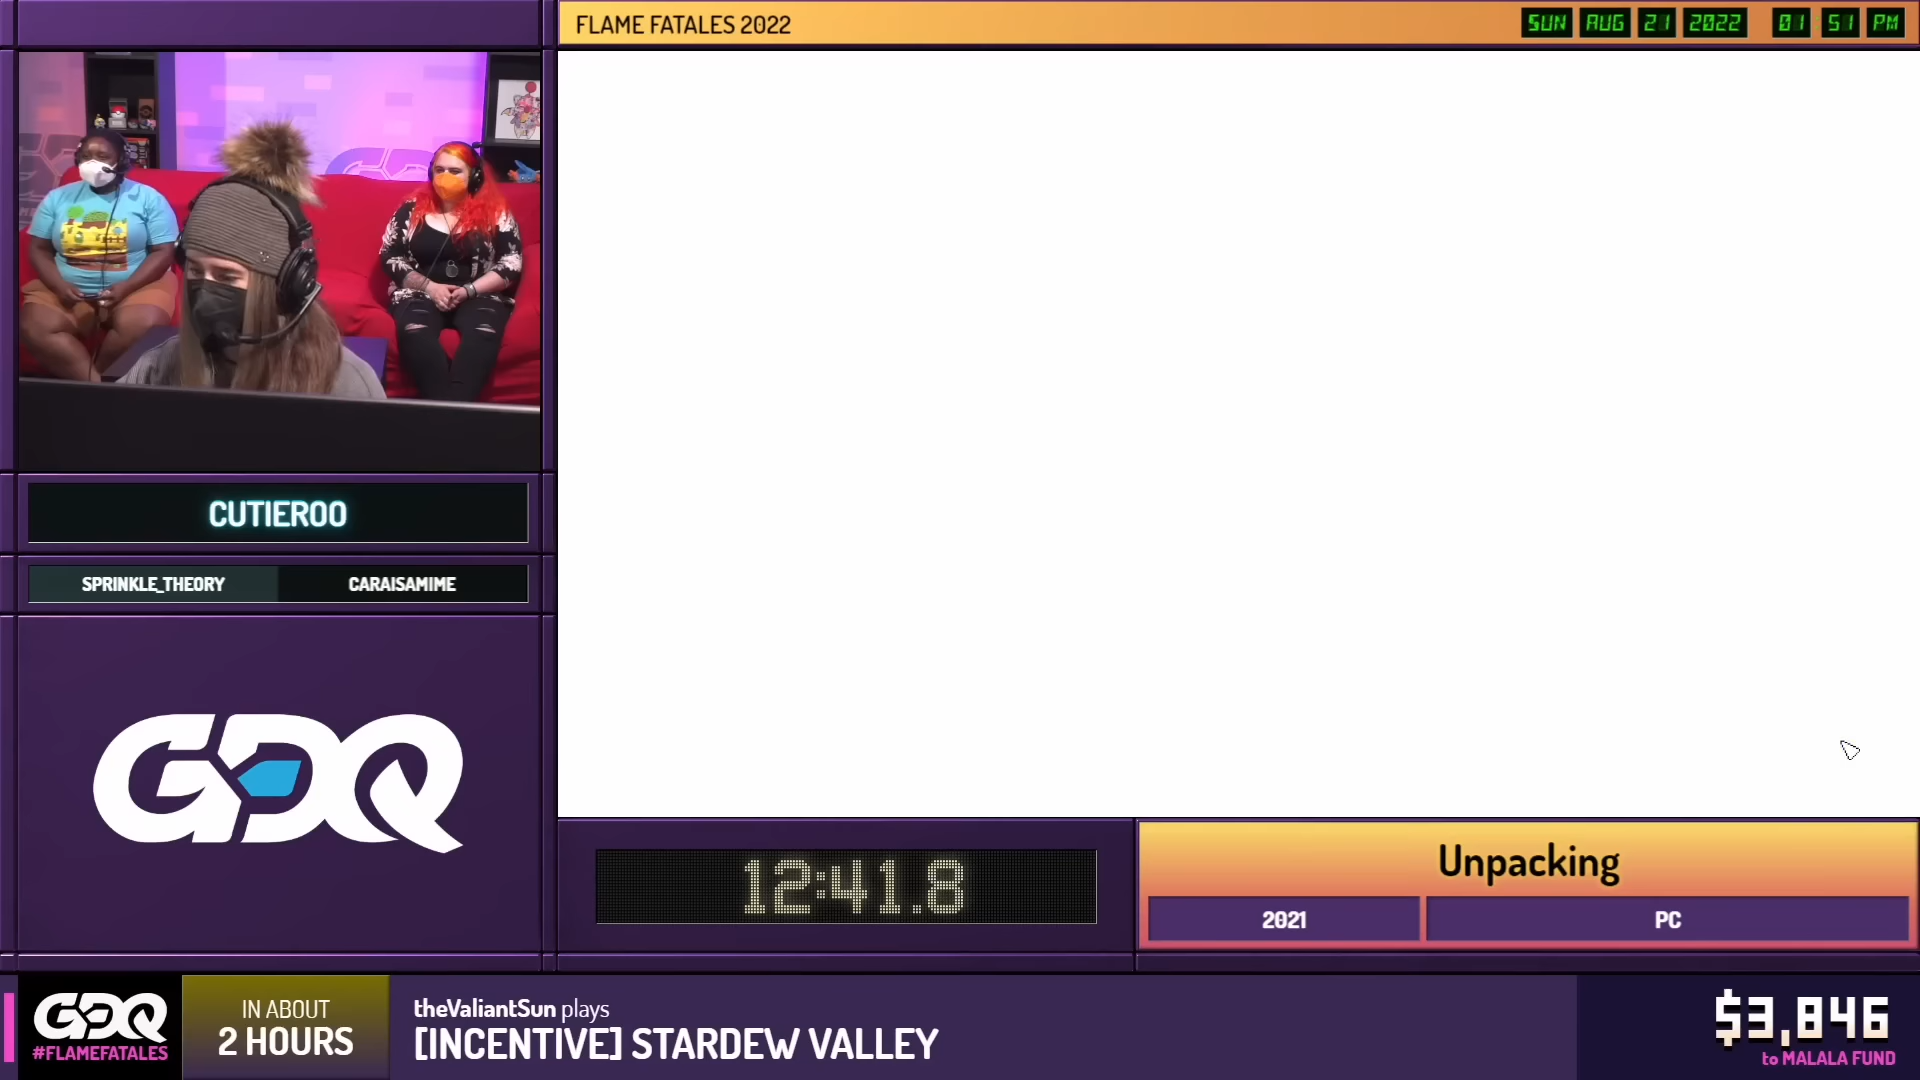 FLAME FATALES 2022
SUN AUG 21 2022 01 51 PM
CUTIEROO
SPRINKLE_THEORY CARAISAMIME
GDQ
12:41.8
Unpacking
2021 PC
GDQ
#FLAMEFATALES
IN ABOUT
2 HOURS
theValiantSun plays
[INCENTIVE] STARDEW VALLEY
$3,846
to MALALA FUND